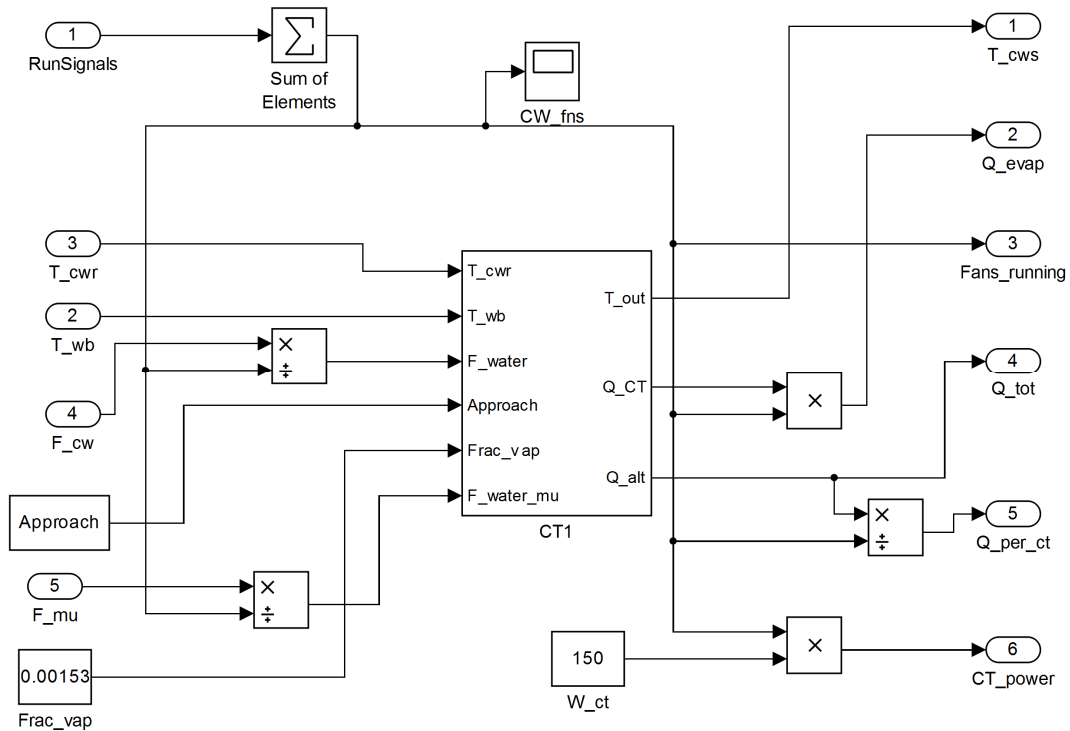 1
RunSignals
Sum of
Elements
CW_fns
1
T_cws
2
Q_evap
3
Fans_running
3
T_cwr
2
T_wb
4
F_cw
×
÷
T_cwr
T_wb
F_water
Approach
Frac_vap
F_water_mu
T_out
Q_CT
Q_alt
CT1
×
4
Q_tot
×
÷
5
Q_per_ct
Approach
5
F_mu
×
÷
0.00153
Frac_vap
150
W_ct
×
6
CT_power